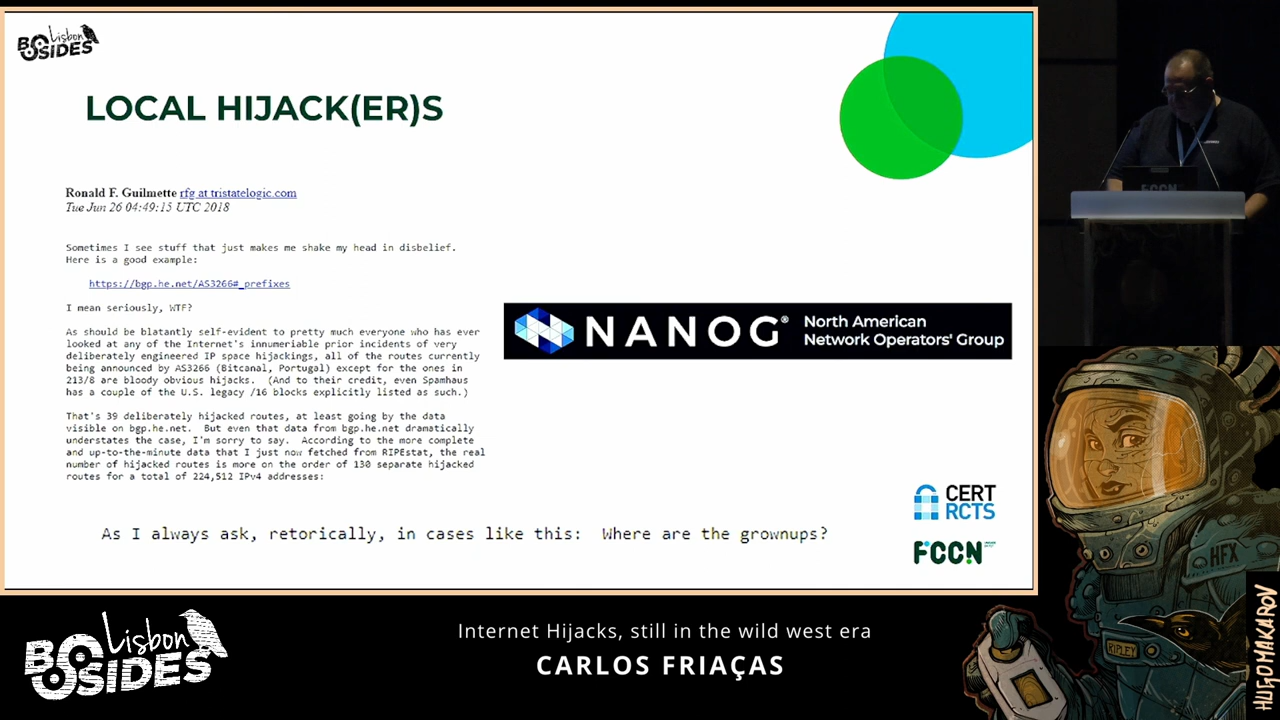 Lisbon
BSIDES
LOCAL HIJACK(ER)S
Ronald F. Guilmette rfg at tristatelogic.com
Tue Jun 26 04:49:15 UTC 2018
Sometimes I see stuff that just makes me shake my head in disbelief.
Here is a good example:
https://bgp.he.net/AS3266#_prefixes
I mean seriously, WTF?
As should be blatantly self-evident to pretty much everyone who has ever
looked at any of the Internet's innumeriable prior incidents of very
deliberately engineered IP space hijackings, all of the routes currently
being announced by AS3266 (Bitcanal, Portugal) except for the ones in
213/8 are bloody obvious hijacks.  (And to their credit, even Spamhaus
has a couple of the U.S. legacy /16 blocks explicitly listed as such.)
That's 39 deliberately hijacked routes, at least going by the data
visible on bgp.he.net.  But even that data from bgp.he.net dramatically
understates the case, I'm sorry to say.  According to the more complete
and up-to-the-minute data that I just now fetched from RIPEstat, the real
number of hijacked routes is more on the order of 130 separate hijacked
routes for a total of 224,512 IPv4 addresses:
NANOG®
North American
Network Operators' Group
As I always ask, retorically, in cases like this:  Where are the grownups?
CERT
RCTS
FCCN
FCCN
HFX
RIPLEY
HUGOMAKAROV
Lisbon
BSIDES
Internet Hijacks, still in the wild west era
CARLOS FRIAÇAS